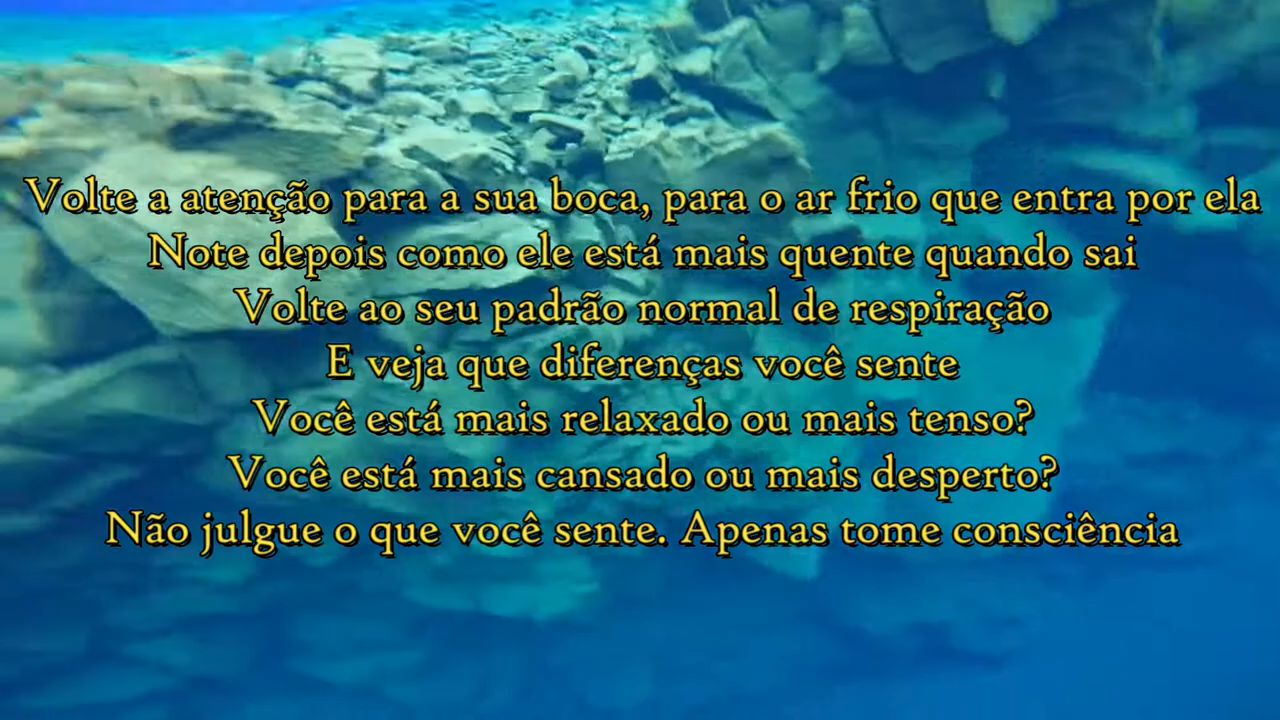 Volte a atenção para a sua boca, para o ar frio que entra por ela
Note depois como ele está mais quente quando sai
Volte ao seu padrão normal de respiração
E veja que diferenças você sente
Você está mais relaxado ou mais tenso?
Você está mais cansado ou mais desperto?
Não julgue o que você sente. Apenas tome consciência